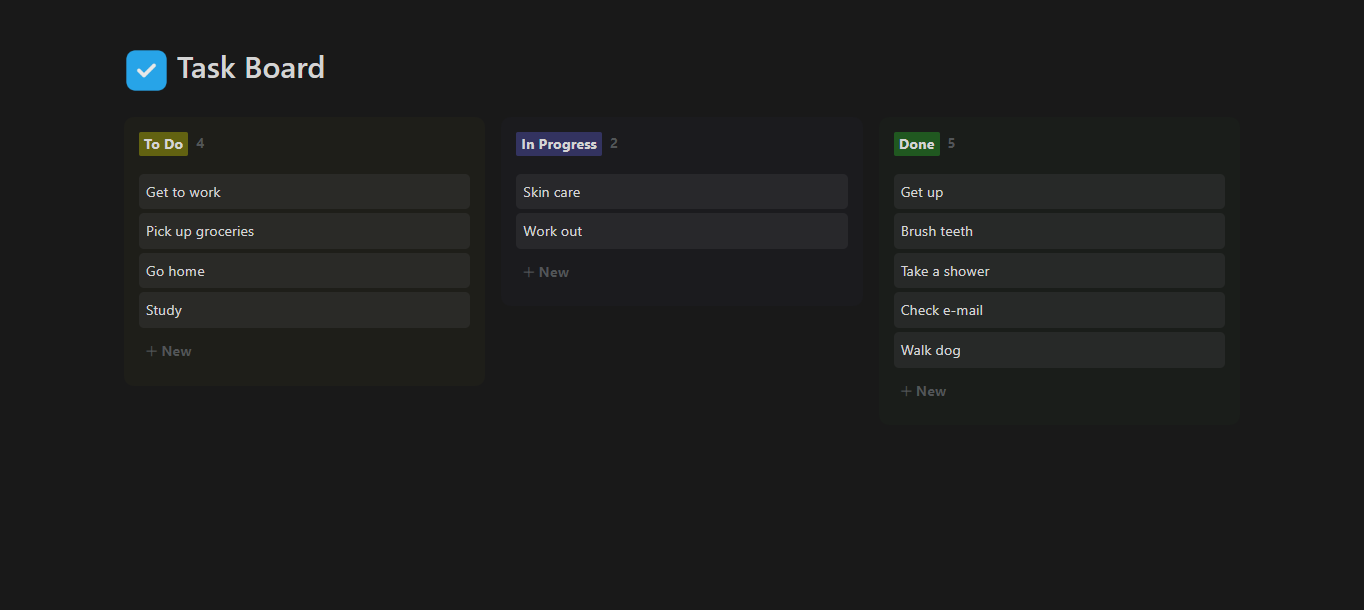 Task Board
To Do 4
Get to work
Pick up groceries
Go home
Study
+ New
In Progress 2
Skin care
Work out
+ New
Done 5
Get up
Brush teeth
Take a shower
Check e-mail
Walk dog
+ New